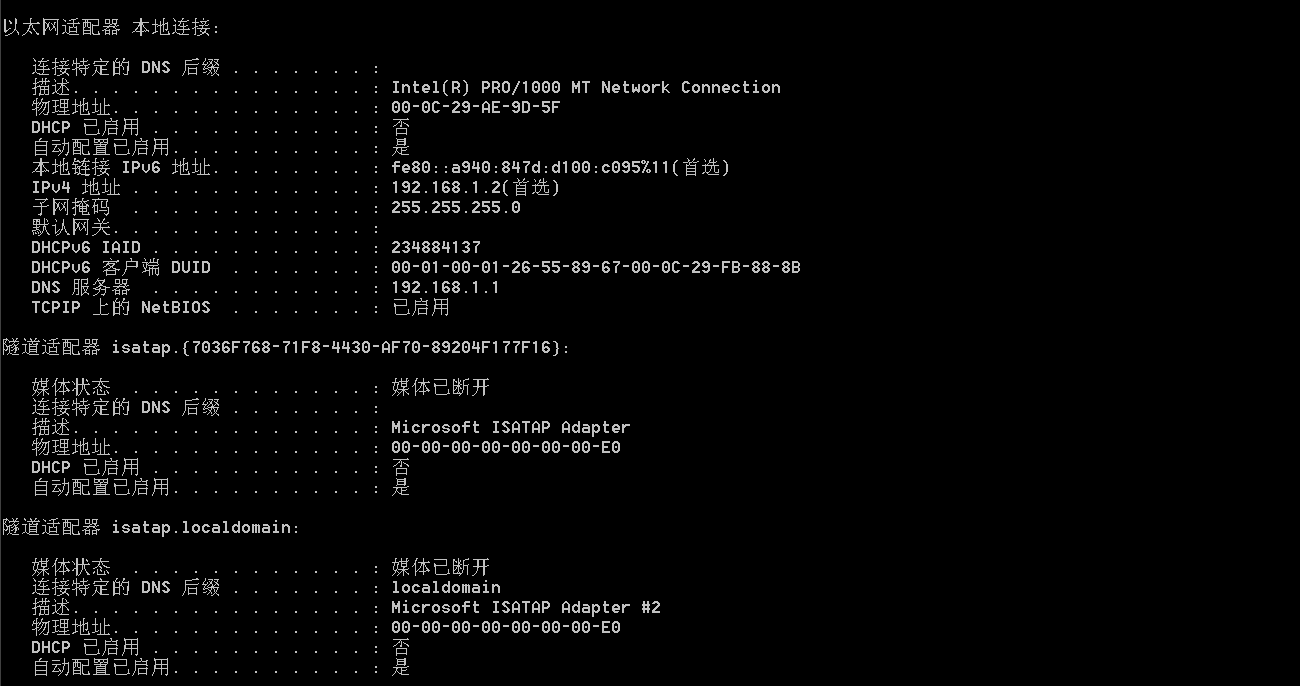 以太网适配器 本地连接:
连接特定的 DNS 后缀 . . . . . . . :
描述. . . . . . . . . . . . . . . : Intel(R) PRO/1000 MT Network Connection
物理地址. . . . . . . . . . . . . : 00-0C-29-AE-9D-5F
DHCP 已启用 . . . . . . . . . . . : 否
自动配置已启用. . . . . . . . . . : 是
本地链接 IPv6 地址. . . . . . . . : fe80::a940:847d:d100:c095%11(首选)
IPv4 地址 . . . . . . . . . . . . : 192.168.1.2(首选)
子网掩码  . . . . . . . . . . . . : 255.255.255.0
默认网关. . . . . . . . . . . . . :
DHCPv6 IAID . . . . . . . . . . . : 234884137
DHCPv6 客户端 DUID  . . . . . . . : 00-01-00-01-26-55-89-67-00-0C-29-FB-88-8B
DNS 服务器  . . . . . . . . . . . : 192.168.1.1
TCPIP 上的 NetBIOS  . . . . . . . : 已启用
隧道适配器 isatap.{7036F768-71F8-4430-AF70-89204F177F16}:
媒体状态  . . . . . . . . . . . . : 媒体已断开
连接特定的 DNS 后缀 . . . . . . . :
描述. . . . . . . . . . . . . . . : Microsoft ISATAP Adapter
物理地址. . . . . . . . . . . . . : 00-00-00-00-00-00-00-E0
DHCP 已启用 . . . . . . . . . . . : 否
自动配置已启用. . . . . . . . . . : 是
隧道适配器 isatap.localdomain:
媒体状态  . . . . . . . . . . . . : 媒体已断开
连接特定的 DNS 后缀 . . . . . . . : localdomain
描述. . . . . . . . . . . . . . . : Microsoft ISATAP Adapter #2
物理地址. . . . . . . . . . . . . : 00-00-00-00-00-00-00-E0
DHCP 已启用 . . . . . . . . . . . : 否
自动配置已启用. . . . . . . . . . : 是